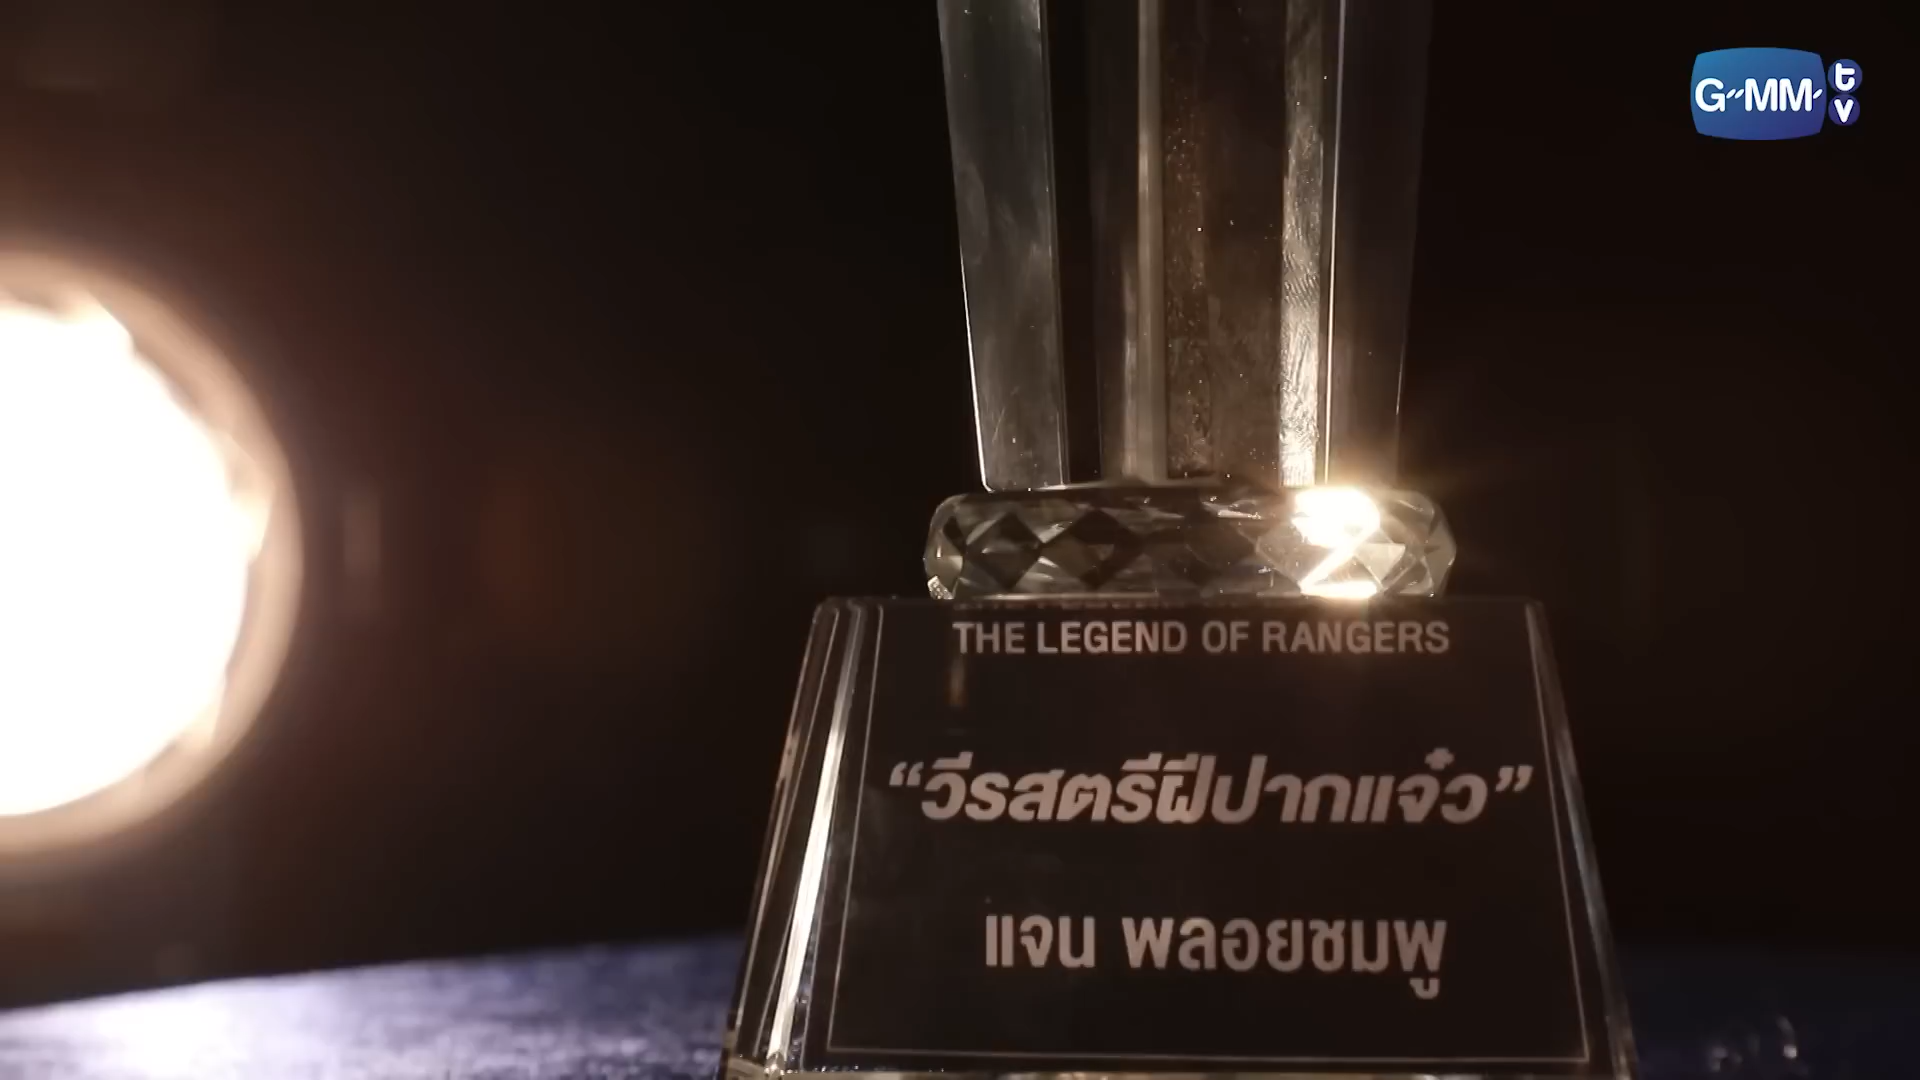 G-MM-
tv
THE LEGEND OF RANGERS
“วีรสตรีฝีปากแจ๋ว”
แจน พลอยชมพู